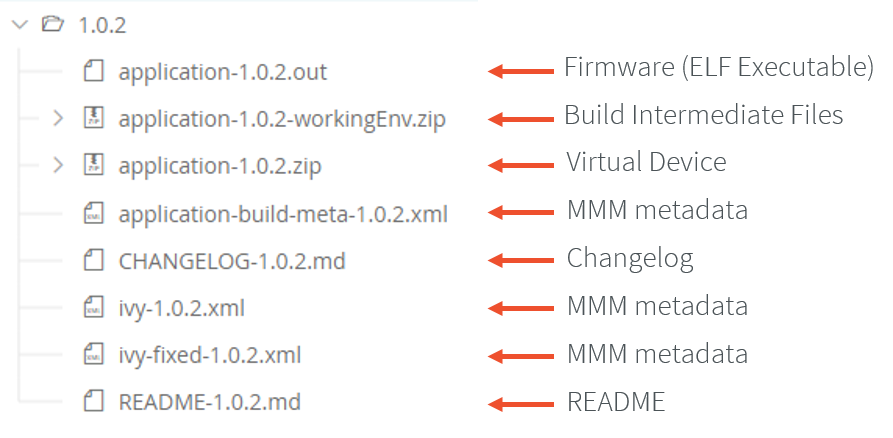 1.0.2
application-1.0.2.out Firmware (ELF Executable)
application-1.0.2-workingEnv.zip Build Intermediate Files
application-1.0.2.zip Virtual Device
application-build-meta-1.0.2.xml MMM metadata
CHANGELOG-1.0.2.md Changelog
ivy-1.0.2.xml MMM metadata
ivy-fixed-1.0.2.xml MMM metadata
README-1.0.2.md README